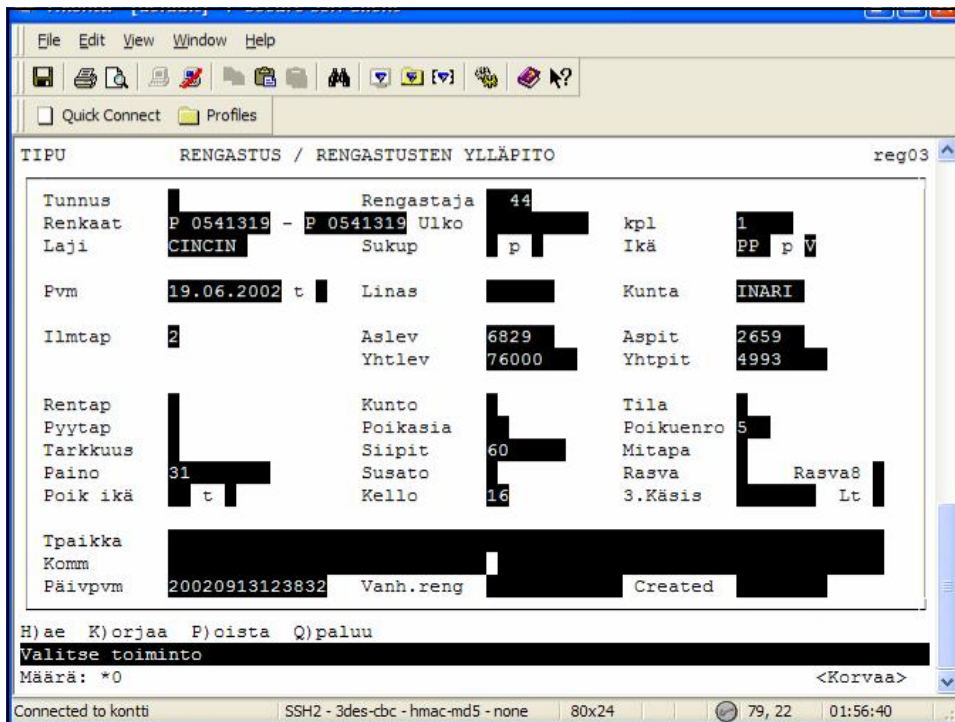 File Edit View Window Help
Quick Connect Profiles
TIPU RENGASTUS / RENGASTUSTEN YLLÄPITO reg03
Tunnus Rengastaja 44
Renkaat P 0541319 - P 0541319 Ulko kpl 1
Laji CINCIN Sukup p Ikä PP p V
Pvm 19.06.2002 t Linas Kunta INARI
Ilmtap 2 Aslev 6829 Aspit 2659
Yhtlev 76000 Yhtpit 4993
Rentap Kunto Tila
Pyytap Poikasia Poikuenro 5
Tarkkuus Siipit 60 Mitapa
Paino 31 Susato Rasva Rasva8
Poik ikä t Kello 16 3.Käsis Lt
Tpaikka
Komm
Päivpvm 20020913123832 Vanh.reng Created
H)ae K)orjaa P)oista Q)paluu
Valitse toiminto
Määrä: *0 <Korvaa>
Connected to kontti SSH2 - 3des-cbc - hmac-md5 - none 80x24 79, 22 01:56:40